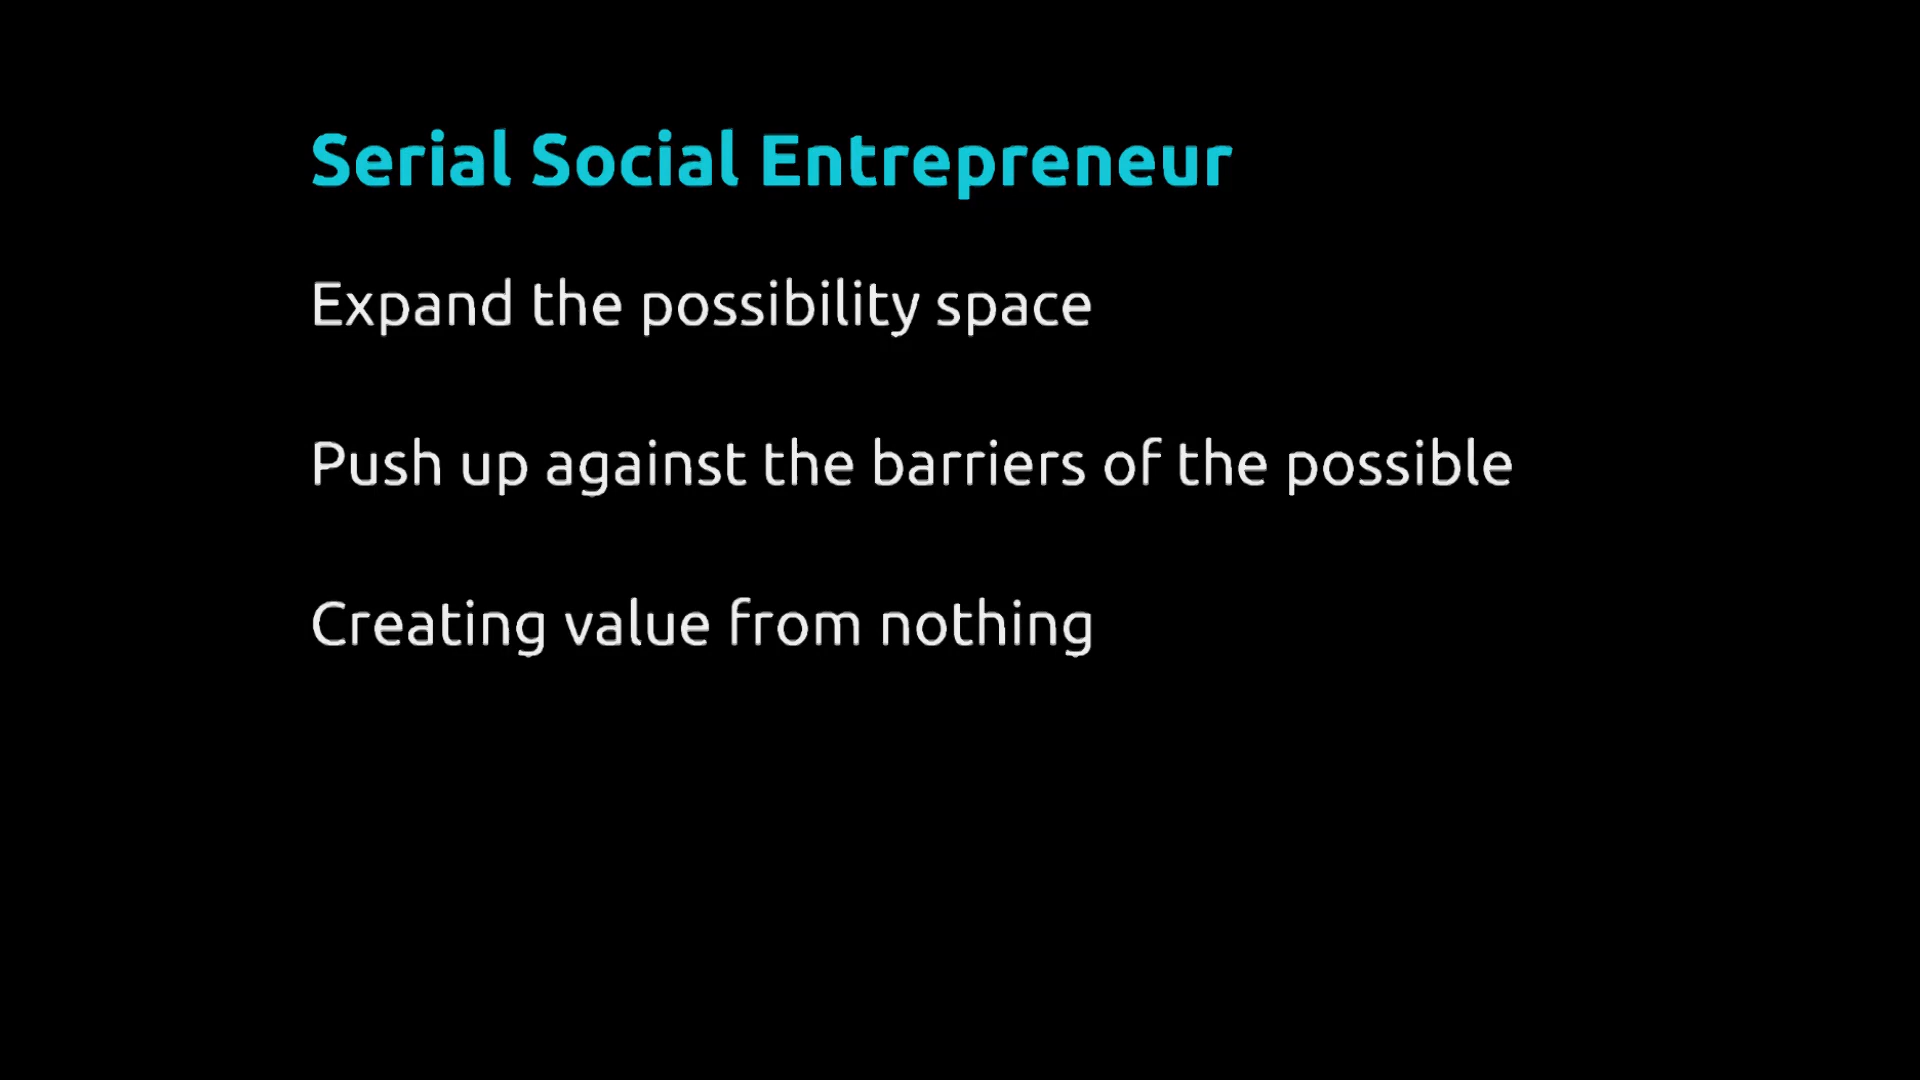 Serial Social Entrepreneur
Expand the possibility space
Push up against the barriers of the possible
Creating value from nothing